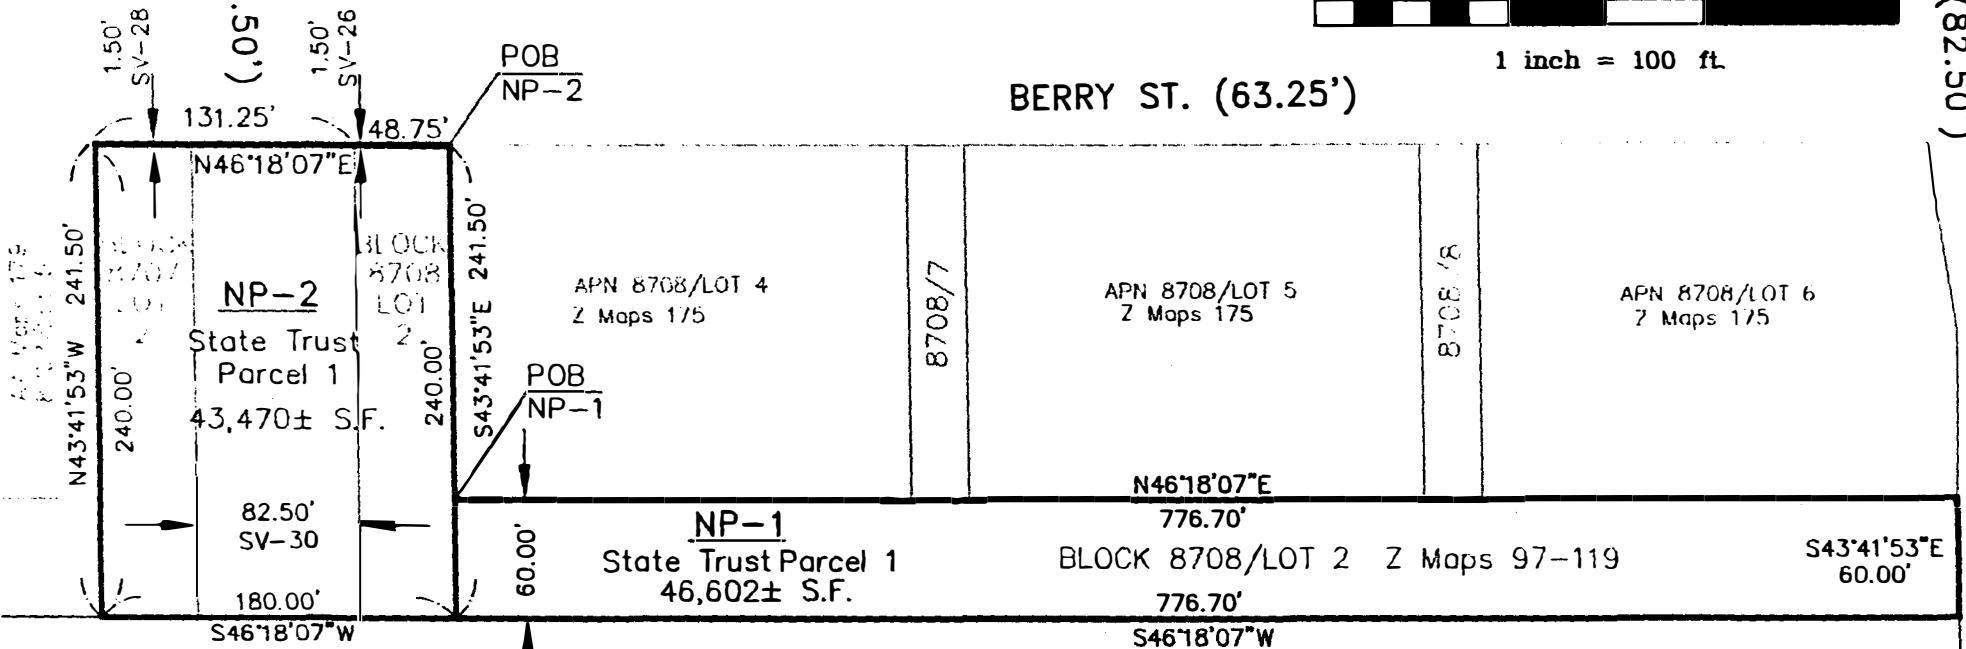 1.50'
SV-28
.50')
1.50'
SV-26
POB
NP-2
BERRY ST. (63.25')
1 inch = 100 ft.
(82.50')
131.25'
48.75'
N46°18'07"E
N43°41'53"W 241.50'
240.00'
BLOCK
8707
LOT
2
NP-2
State Trust
Parcel 1
43,470± S.F.
BLOCK
8708
LOT
2
240.00'
S43°41'53"E 241.50'
82.50'
SV-30
180.00'
S46°18'07"W
POB
NP-1
APN 8708/LOT 4
Z Maps 175
8708/7
APN 8708/LOT 5
Z Maps 175
8708/8
APN 8708/LOT 6
Z Maps 175
N46°18'07"E
776.70'
60.00'
NP-1
State Trust Parcel 1
46,602± S.F.
BLOCK 8708/LOT 2 Z Maps 97-119
S43°41'53"E
60.00'
776.70'
S46°18'07"W